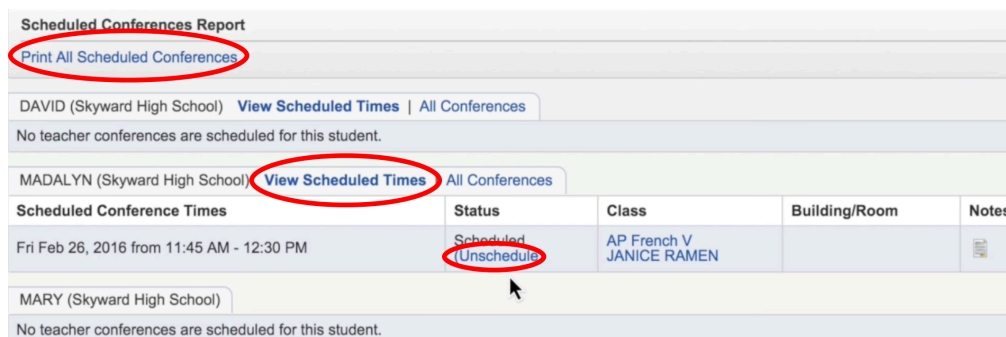 Scheduled Conferences Report
Print All Scheduled Conferences
DAVID (Skyward High School) View Scheduled Times | All Conferences
No teacher conferences are scheduled for this student.
MADALYN (Skyward High School) View Scheduled Times All Conferences
Scheduled Conference Times Status Class Building/Room Notes
Fri Feb 26, 2016 from 11:45 AM - 12:30 PM Scheduled AP French V
(Unschedule JANICE RAMEN
MARY (Skyward High School)
No teacher conferences are scheduled for this student.